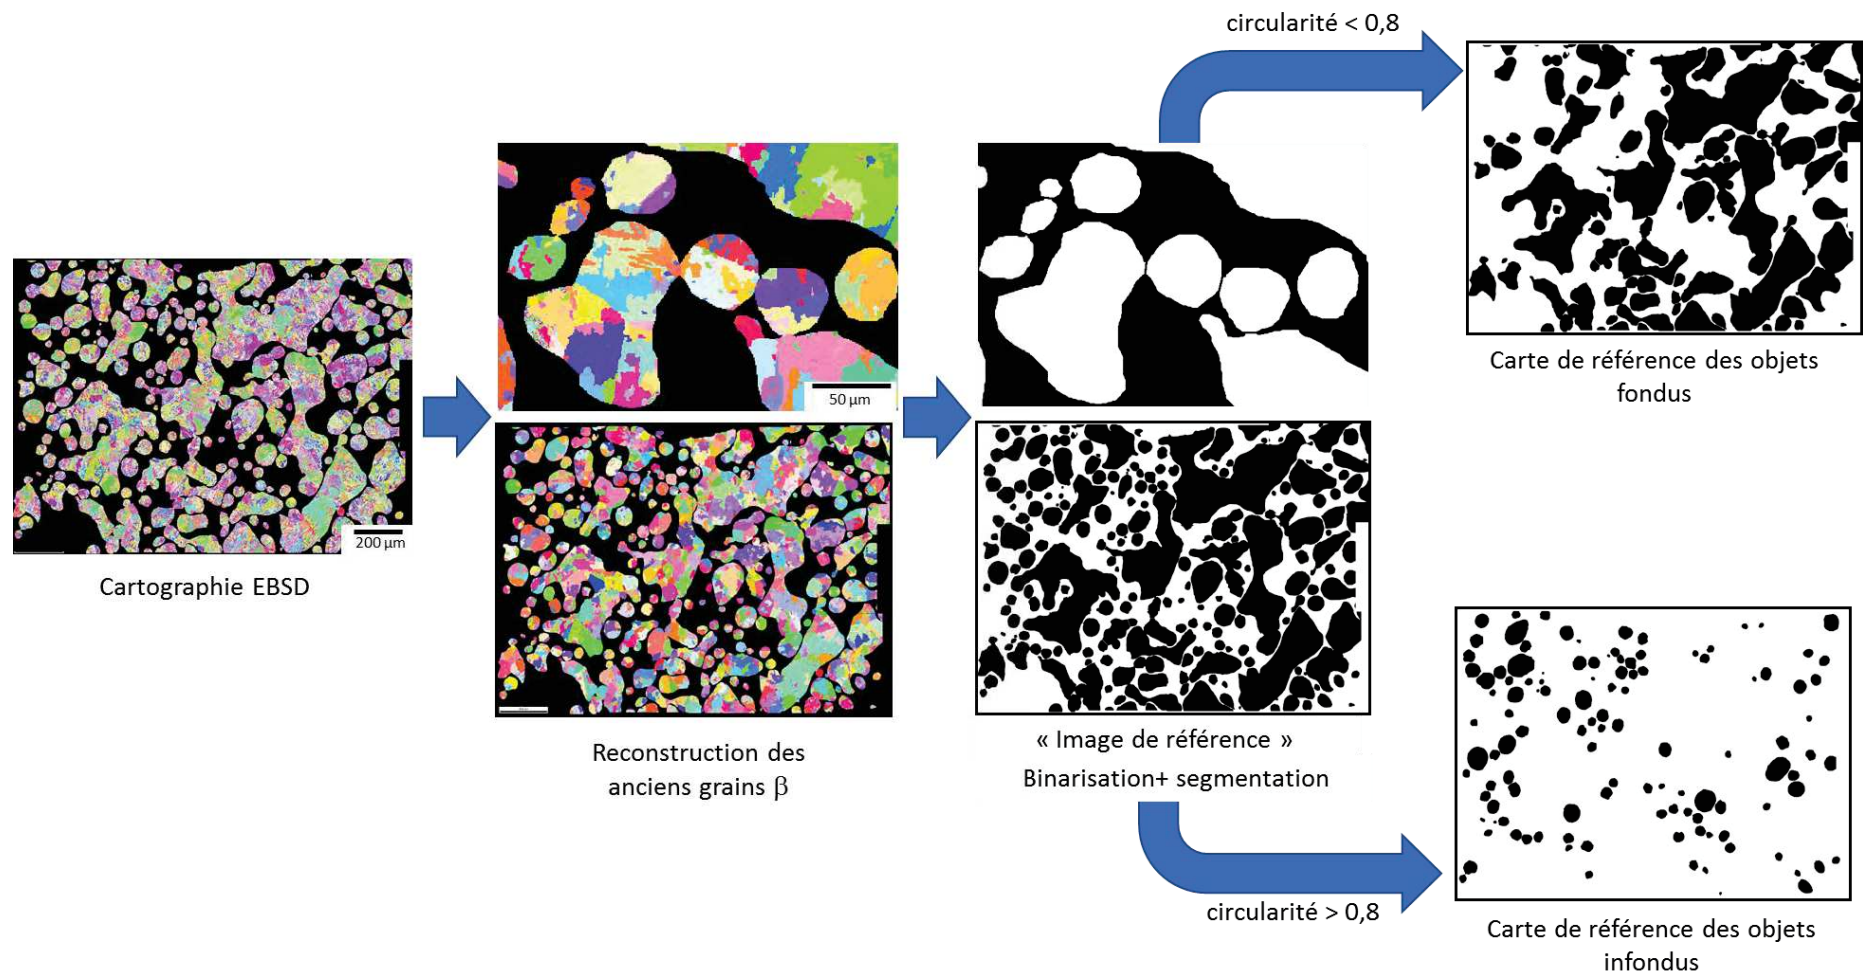 circularité < 0,8
Carte de référence des objets
fondus
50 µm
200 µm
Cartographie EBSD
Reconstruction des
anciens grains β
« Image de référence »
Binarisation+ segmentation
circularité > 0,8
Carte de référence des objets
infondus